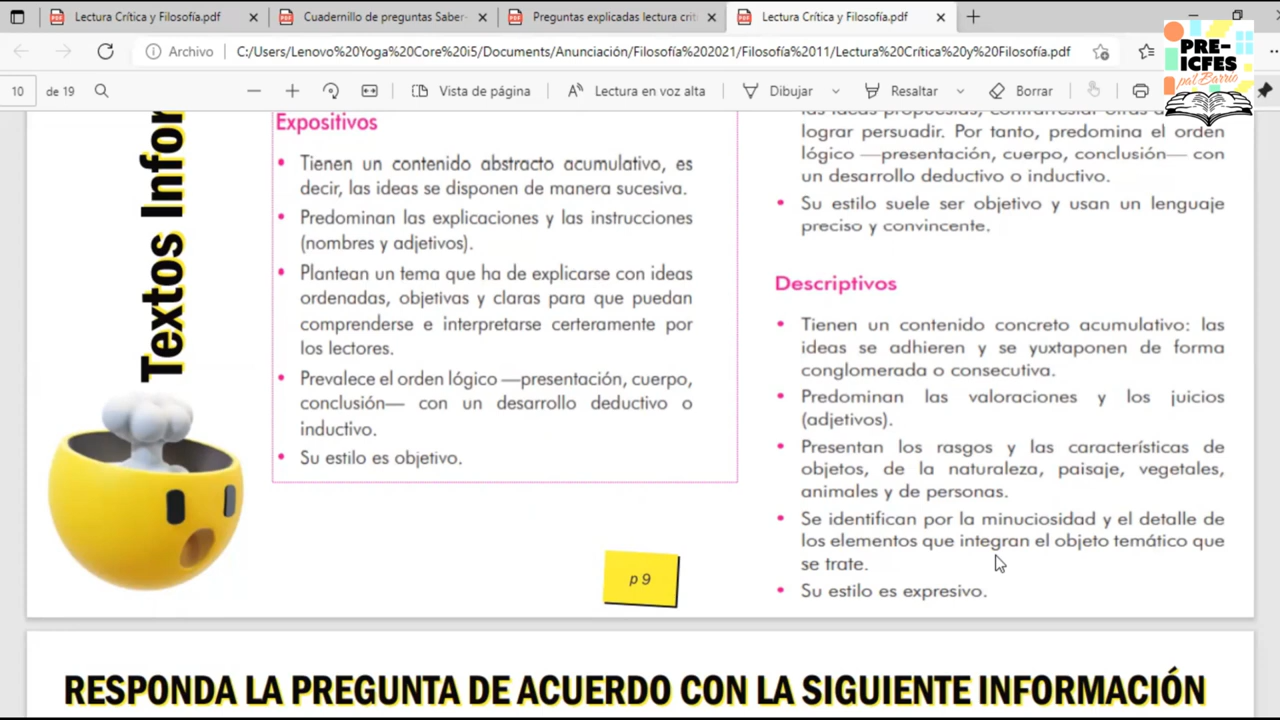 Lectura Crítica y Filosofía.pdf
Cuadernillo de preguntas Saber-
Preguntas explicadas lectura crit
Lectura Crítica y Filosofía.pdf
Archivo
C:/Users/Lenovo%20Yoga%20Core%20i5/Documents/Anunciación/Filosofía%202021/Filosofía%2011/Lectura%20Crítica%20y%20Filosofía.pdf
PRE-
ICFES
pal Barrio
10 de 19
Vista de página
Lectura en voz alta
Dibujar
Resaltar
Borrar
Textos Infor
Expositivos
• Tienen un contenido abstracto acumulativo, es
decir, las ideas se disponen de manera sucesiva.
• Predominan las explicaciones y las instrucciones
(nombres y adjetivos).
• Plantean un tema que ha de explicarse con ideas
ordenadas, objetivas y claras para que puedan
comprenderse e interpretarse certeramente por
los lectores.
• Prevalece el orden lógico —presentación, cuerpo,
conclusión— con un desarrollo deductivo o
inductivo.
• Su estilo es objetivo.
p 9
lograr persuadir. Por tanto, predomina el orden
lógico —presentación, cuerpo, conclusión— con
un desarrollo deductivo o inductivo.
• Su estilo suele ser objetivo y usan un lenguaje
preciso y convincente.
Descriptivos
• Tienen un contenido concreto acumulativo: las
ideas se adhieren y se yuxtaponen de forma
conglomerada o consecutiva.
• Predominan las valoraciones y los juicios
(adjetivos).
• Presentan los rasgos y las características de
objetos, de la naturaleza, paisaje, vegetales,
animales y de personas.
• Se identifican por la minuciosidad y el detalle de
los elementos que integran el objeto temático que
se trate.
• Su estilo es expresivo.
RESPONDA LA PREGUNTA DE ACUERDO CON LA SIGUIENTE INFORMACIÓN